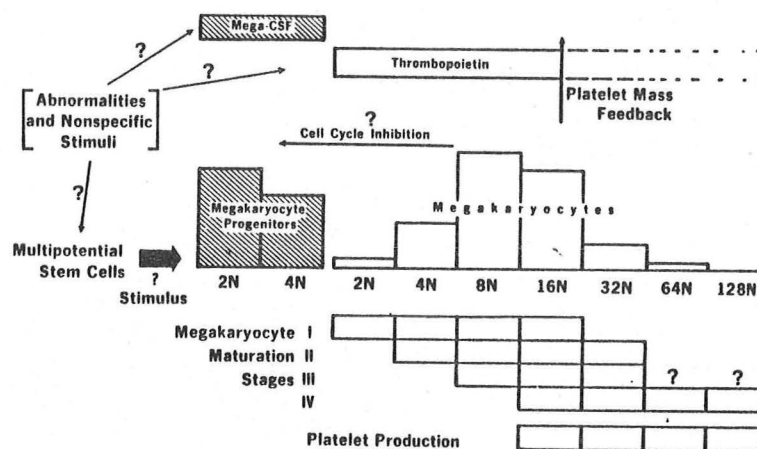 Mega-CSF
?
?
Thrombopoietin
[Abnormalities
and Nonspecific
Stimuli]
Platelet Mass
Feedback
?
Cell Cycle Inhibition
?
Megakaryocyte
Progenitors
Megakaryocytes
Multipotential
Stem Cells
?
Stimulus
2N 4N 2N 4N 8N 16N 32N 64N 128N
Megakaryocyte I
Maturation II
Stages III ? ?
IV
Platelet Production